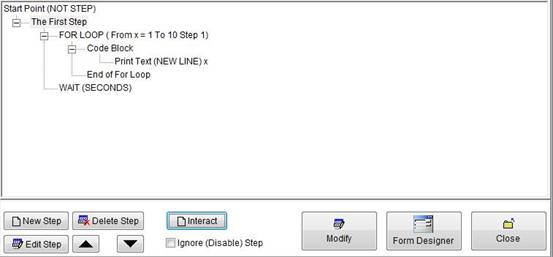 Start Point (NOT STEP)
The First Step
FOR LOOP ( From x = 1 To 10 Step 1)
Code Block
Print Text (NEW LINE) x
End of For Loop
WAIT (SECONDS)
New Step
Delete Step
Interact
Edit Step
Ignore (Disable) Step
Modify
Form Designer
Close